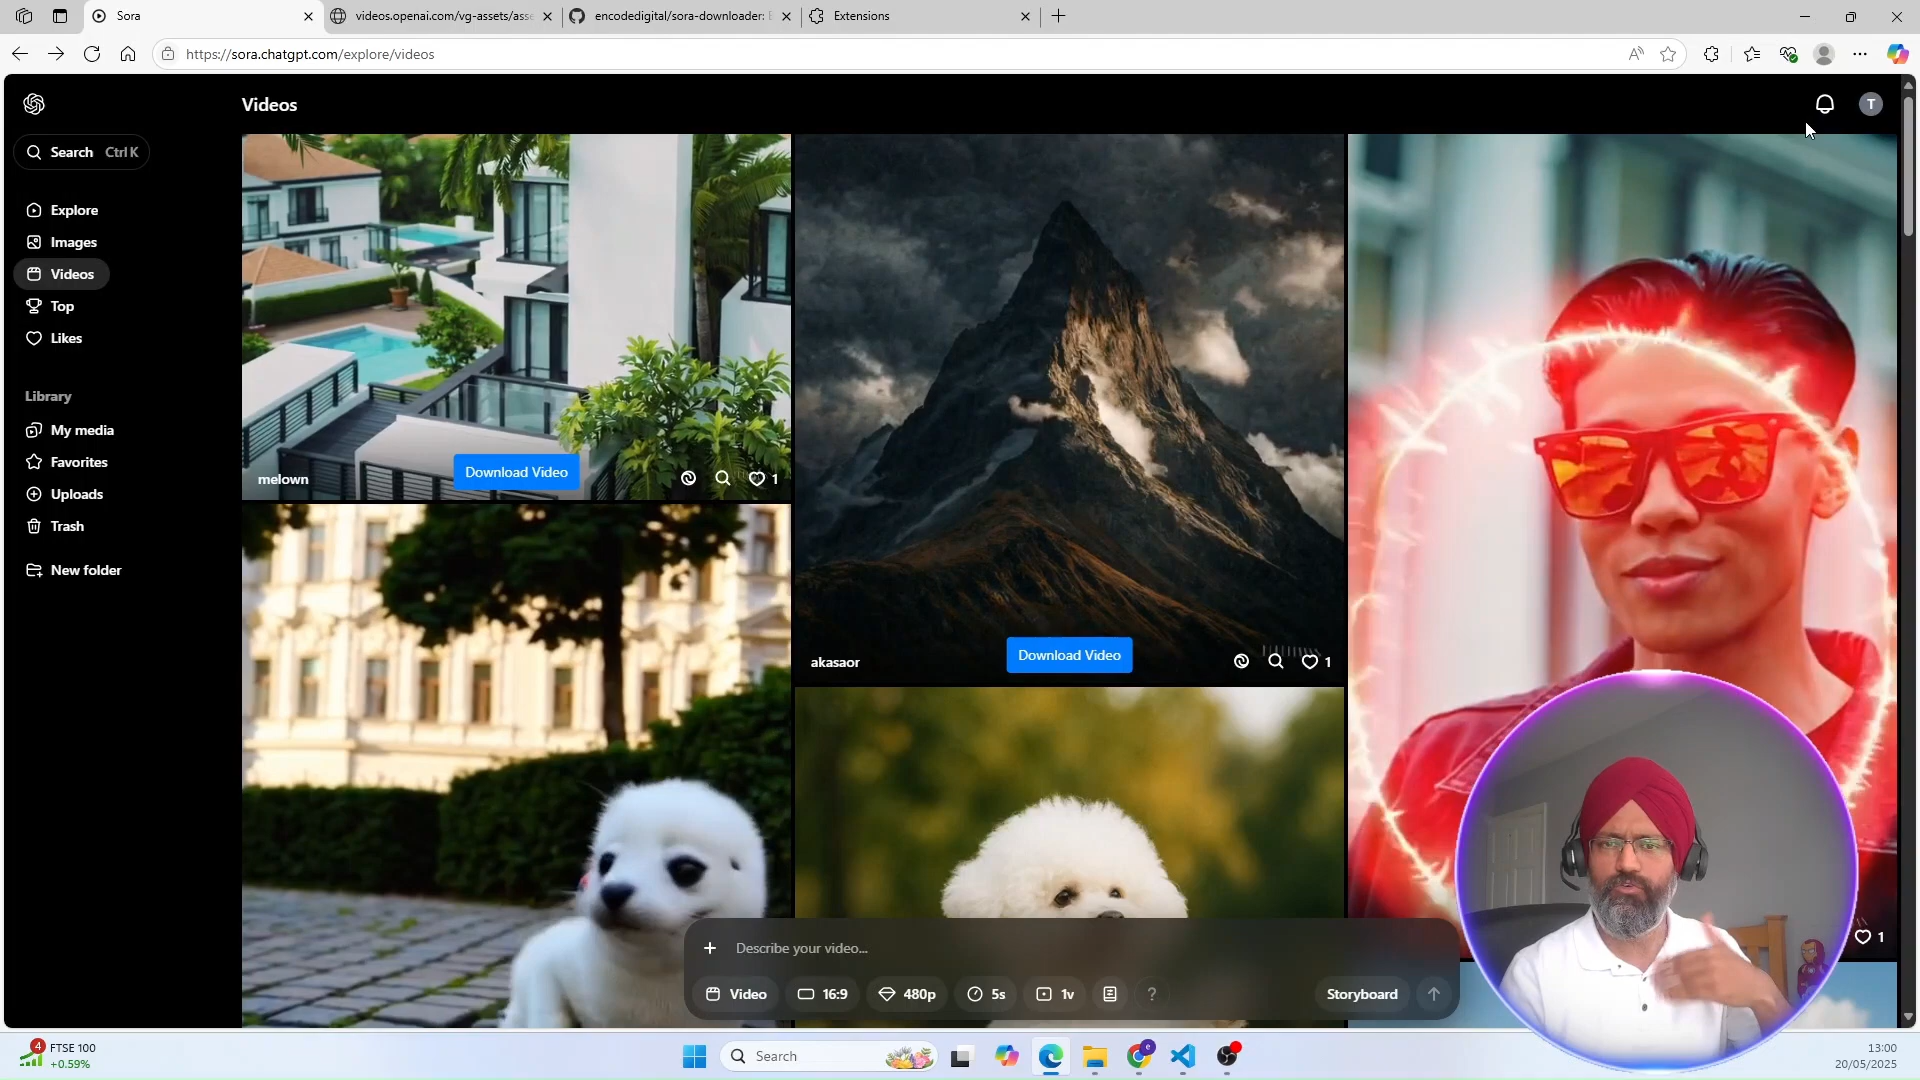 Sora
videos.openai.com/vg-assets/asse
encodedigital/sora-downloader:
Extensions
https://sora.chatgpt.com/explore/videos
Videos
T
Search Ctrl K
Explore
Images
Videos
Top
Likes
Library
My media
Favorites
Uploads
Trash
New folder
melown
Download Video
1
akasaor
Download Video
1
1
Describe your video...
Video
16:9
480p
5s
1v
?
Storyboard
4
FTSE 100
+0.59%
Search
e
13:00
20/05/2025